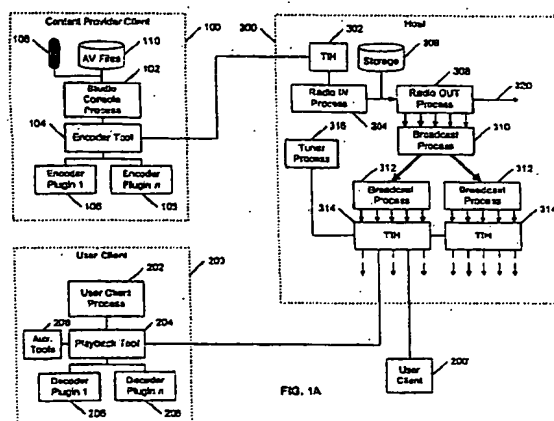 Content Provider Client
100
108
110
AV Files
102
Studio
Console
Process
104
Encoder Tool
Encoder
Plugin 1
Encoder
Plugin n
106
Host
300
302
TIH
Storage
308
Radio IN
Process
304
Radio OUT
Process
320
316
Tuner
Process
310
Broadcast
Process
312
312
Broadcast
Process
Broadcast
Process
314
314
TIH
TIH
User Client
202
203
User Client
Process
208
204
Aux.
Tools
Playback Tool
Decoder
Plugin 1
Decoder
Plugin n
206
206
200
User
Client
FIG. 1A